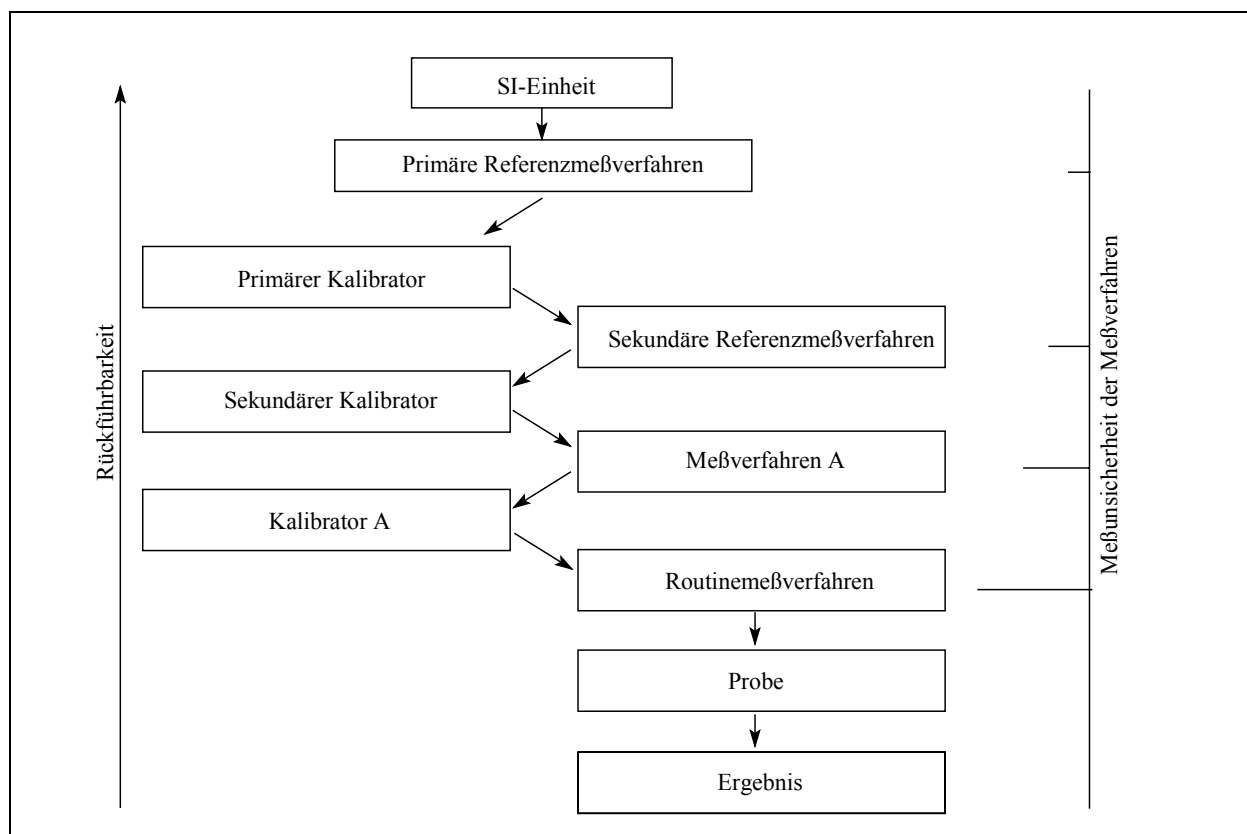 SI-Einheit
Primäre Referenzmeßverfahren
Primärer Kalibrator
Sekundäre Referenzmeßverfahren
Sekundärer Kalibrator
Meßverfahren A
Kalibrator A
Routinemeßverfahren
Probe
Ergebnis
Rückführbarkeit
Meßunsicherheit der Meßverfahren